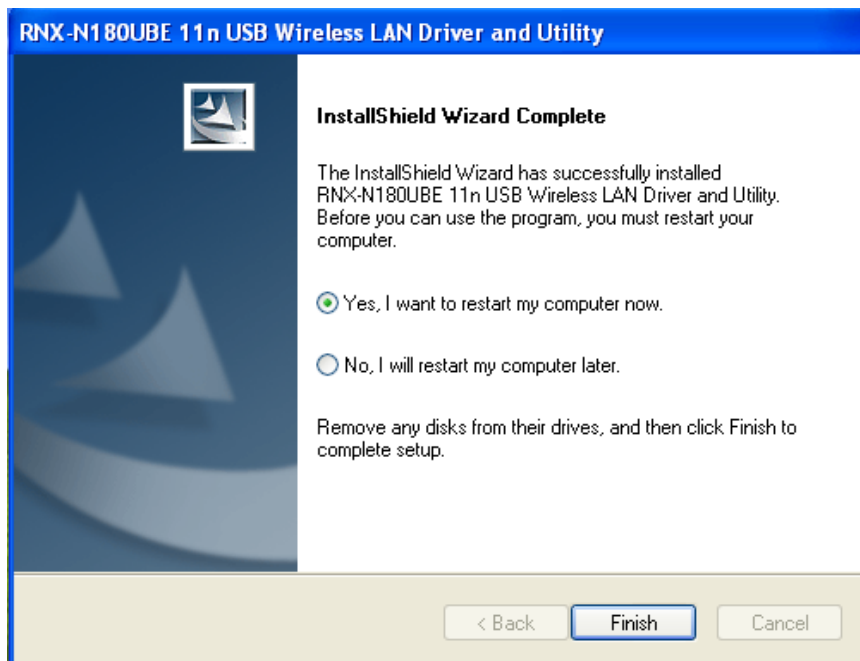 RNX-N180UBE 11n USB Wireless LAN Driver and Utility
InstallShield Wizard Complete
The InstallShield Wizard has successfully installed
RNX-N180UBE 11n USB Wireless LAN Driver and Utility.
Before you can use the program, you must restart your
computer.
Yes, I want to restart my computer now.
No, I will restart my computer later.
Remove any disks from their drives, and then click Finish to
complete setup.
< Back Finish Cancel